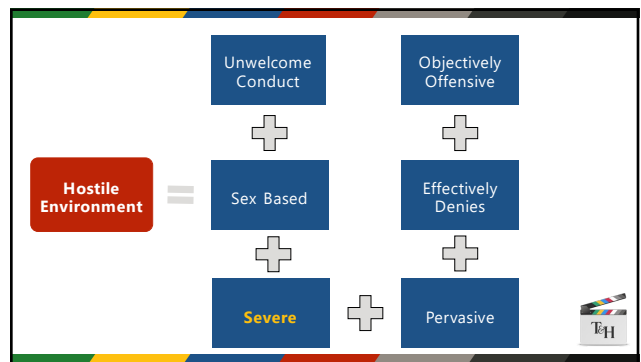 Unwelcome
Conduct
Objectively
Offensive
Hostile
Environment
Sex Based
Effectively
Denies
Severe
Pervasive
T&H